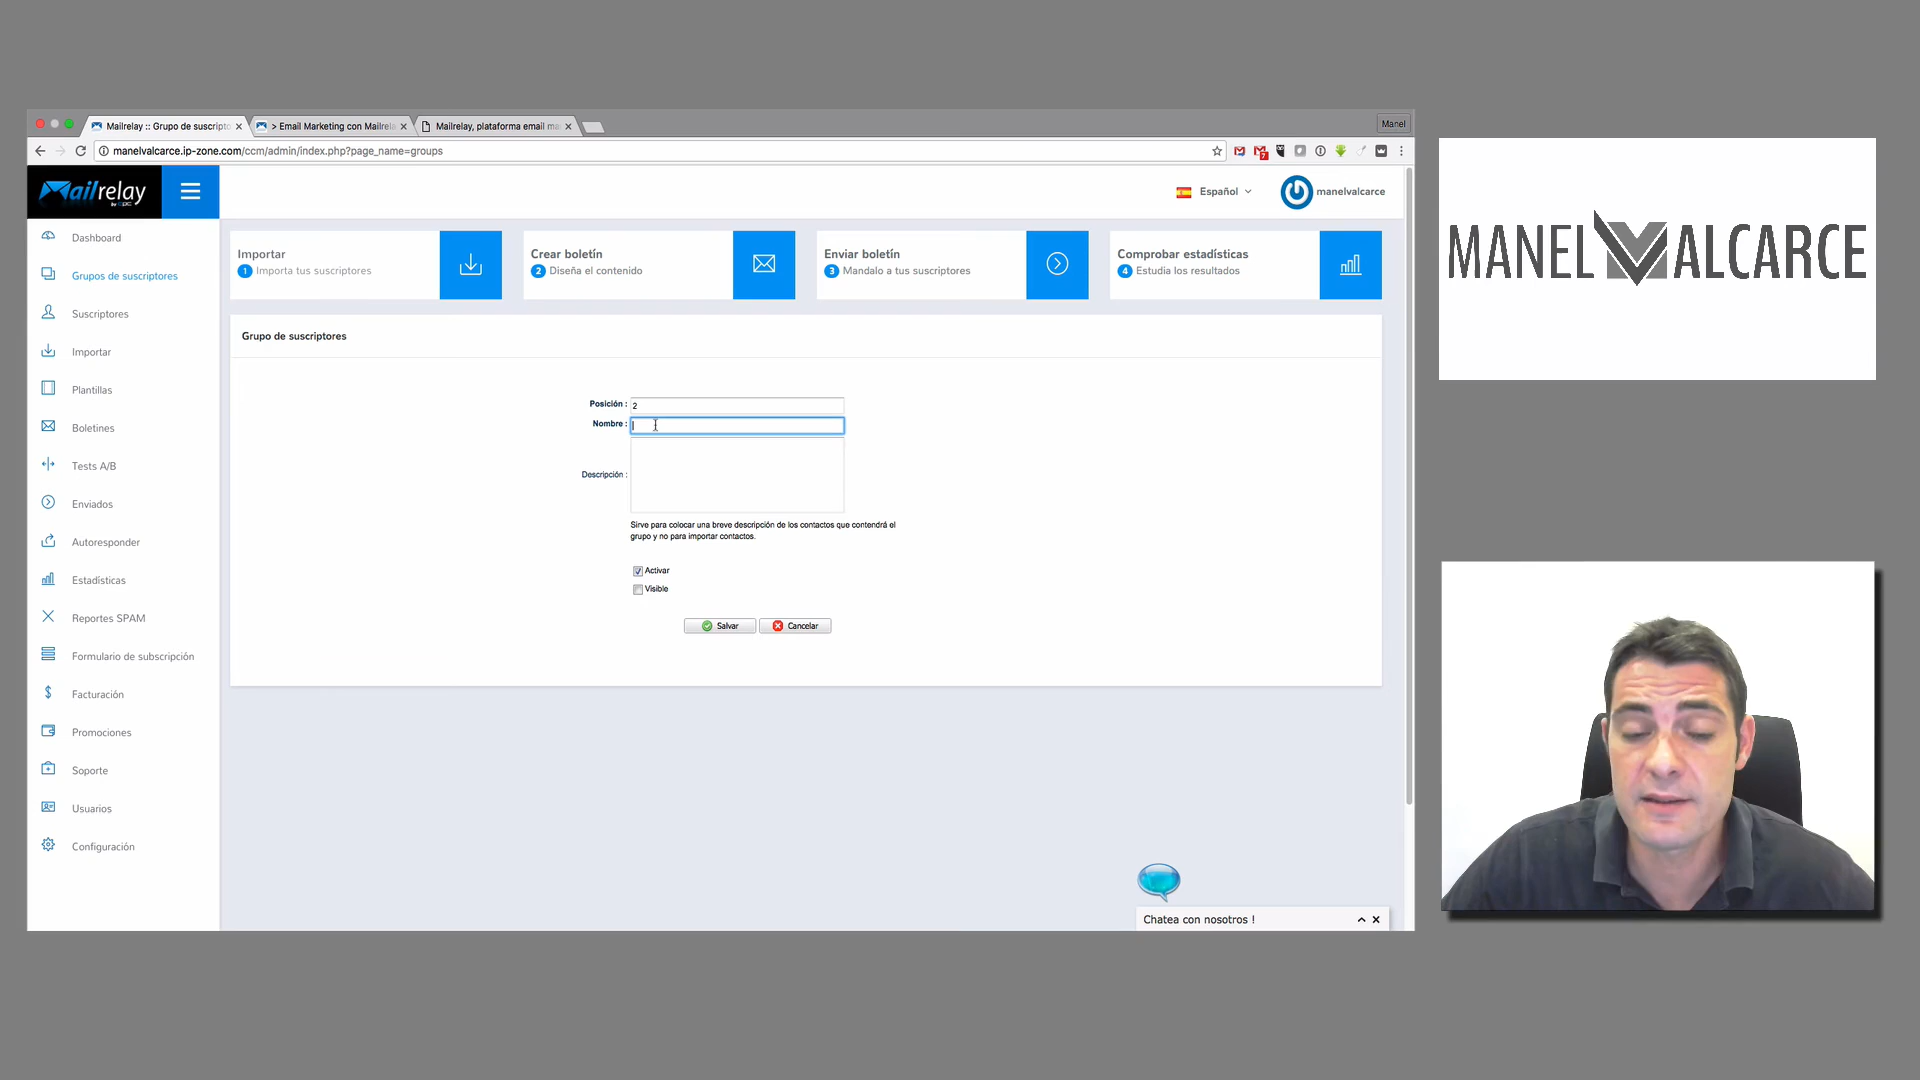 Mailrelay :: Grupo de suscripto
> Email Marketing con Mailrela
Mailrelay, plataforma email ma
Manel
manelvalcarce.ip-zone.com/ccm/admin/index.php?page_name=groups
7
Mailrelay
Español
manelvalcarce
MANEL VALCARCE
Dashboard
Grupos de suscriptores
Suscriptores
Importar
Plantillas
Boletines
Tests A/B
Enviados
Autoresponder
Estadísticas
Reportes SPAM
Formulario de subscripción
Facturación
Promociones
Soporte
Usuarios
Configuración
Importar
1 Importa tus suscriptores
Crear boletín
2 Diseña el contenido
Enviar boletín
3 Mandalo a tus suscriptores
Comprobar estadísticas
4 Estudia los resultados
Grupo de suscriptores
Posición : 2
Nombre :
Descripción :
Sirve para colocar una breve descripción de los contactos que contendrá el
grupo y no para importar contactos.
Activar
Visible
Salvar Cancelar
Chatea con nosotros !